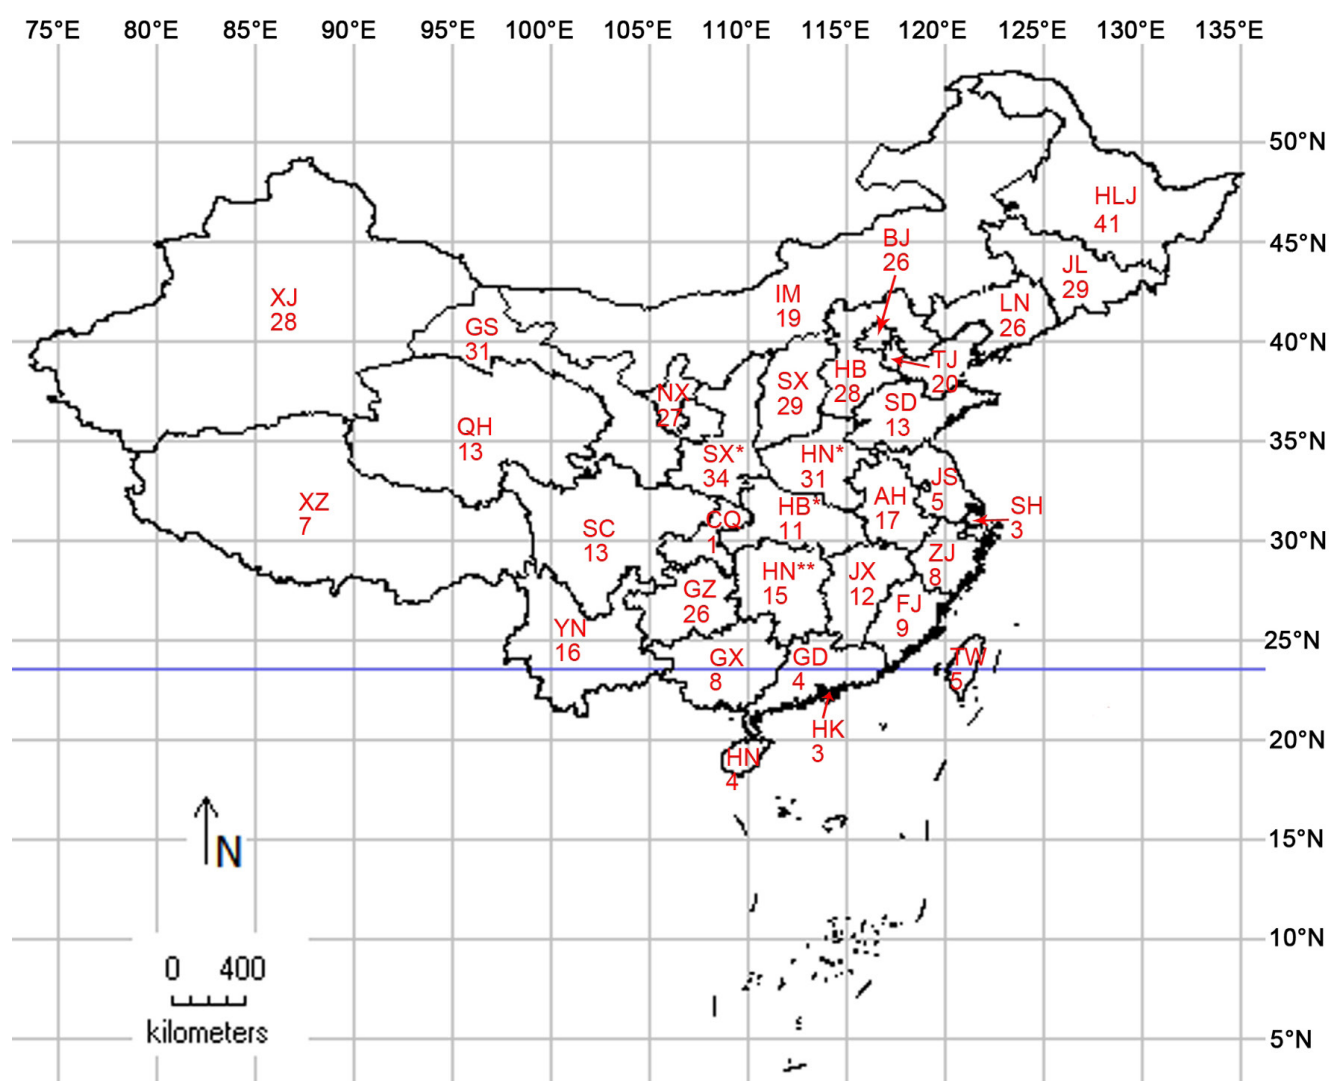 75°E 80°E 85°E 90°E 95°E 100°E 105°E 110°E 115°E 120°E 125°E 130°E 135°E
50°N
HLJ
41
BJ
26
45°N
JL
29
XJ
28
IM
19
LN
26
GS
31
40°N
TJ
20
HB
28
SX
29
NX
27
SD
13
QH
13
35°N
SX*
34
HN*
31
JS
5
AH
17
XZ
7
HB*
11
SH
3
CQ
1
SC
13
30°N
ZJ
8
HN**
15
JX
12
GZ
26
FJ
9
YN
16
25°N
GX
8
GD
4
TW
5
HK
3
20°N
HN
4
15°N
N
10°N
0 400
kilometers
5°N